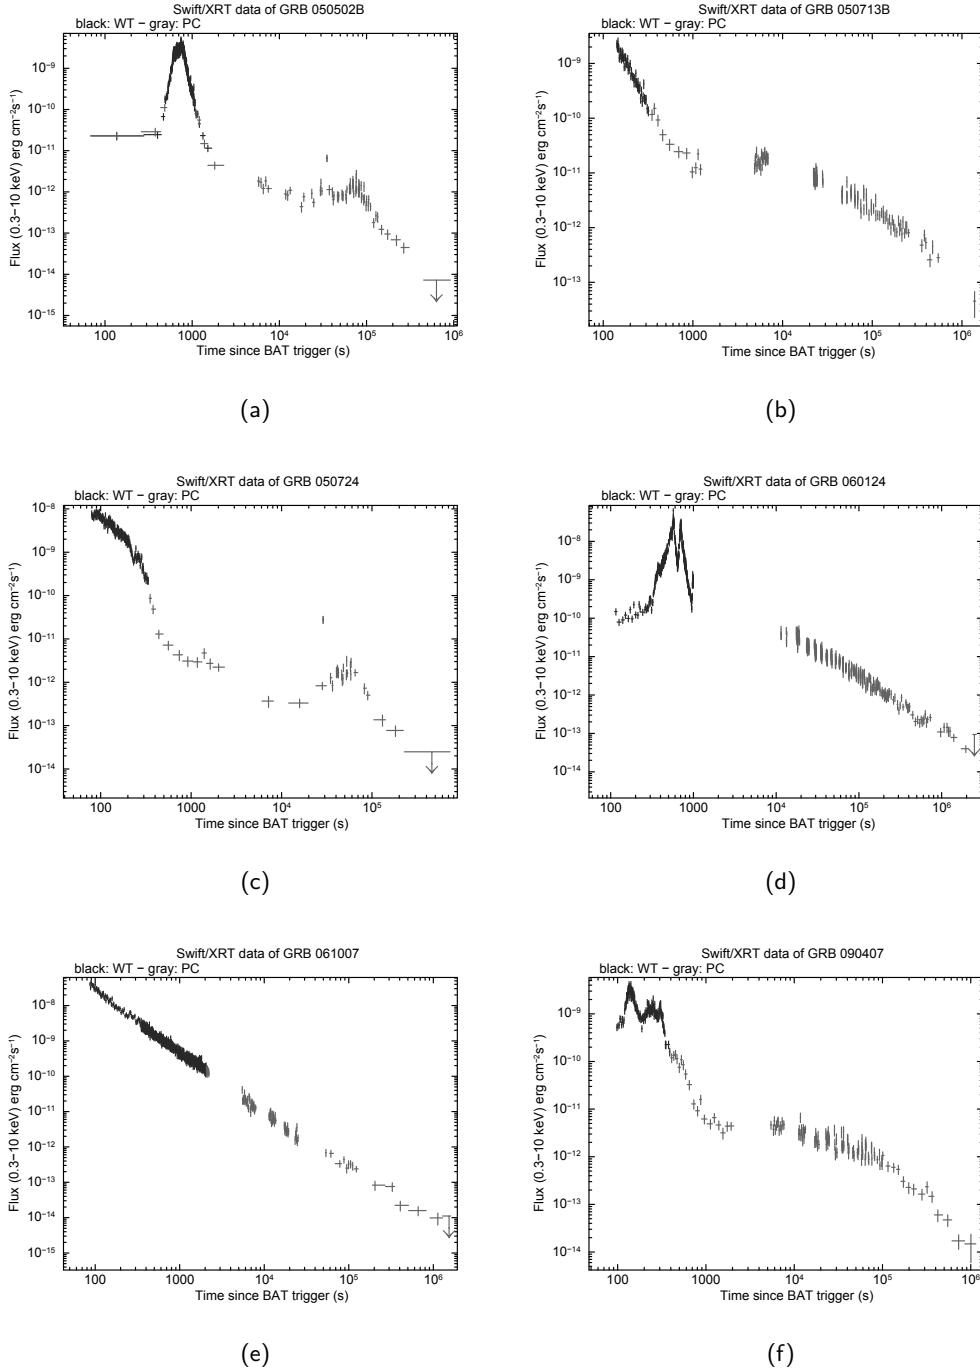 Swift/XRT data of GRB 050502B
black: WT − gray: PC
Flux (0.3−10 keV) erg cm⁻²s⁻¹
10⁻⁹
10⁻¹⁰
10⁻¹¹
10⁻¹²
10⁻¹³
10⁻¹⁴
10⁻¹⁵
100 1000 10⁴ 10⁵ 10⁶
Time since BAT trigger (s)
(a)
Swift/XRT data of GRB 050713B
black: WT − gray: PC
Flux (0.3−10 keV) erg cm⁻²s⁻¹
10⁻⁹
10⁻¹⁰
10⁻¹¹
10⁻¹²
10⁻¹³
100 1000 10⁴ 10⁵ 10⁶
Time since BAT trigger (s)
(b)
Swift/XRT data of GRB 050724
black: WT − gray: PC
Flux (0.3−10 keV) erg cm⁻²s⁻¹
10⁻⁸
10⁻⁹
10⁻¹⁰
10⁻¹¹
10⁻¹²
10⁻¹³
10⁻¹⁴
100 1000 10⁴ 10⁵
Time since BAT trigger (s)
(c)
Swift/XRT data of GRB 060124
black: WT − gray: PC
Flux (0.3−10 keV) erg cm⁻²s⁻¹
10⁻⁸
10⁻⁹
10⁻¹⁰
10⁻¹¹
10⁻¹²
10⁻¹³
10⁻¹⁴
100 1000 10⁴ 10⁵ 10⁶
Time since BAT trigger (s)
(d)
Swift/XRT data of GRB 061007
black: WT − gray: PC
Flux (0.3−10 keV) erg cm⁻²s⁻¹
10⁻⁸
10⁻⁹
10⁻¹⁰
10⁻¹¹
10⁻¹²
10⁻¹³
10⁻¹⁴
10⁻¹⁵
100 1000 10⁴ 10⁵ 10⁶
Time since BAT trigger (s)
(e)
Swift/XRT data of GRB 090407
black: WT − gray: PC
Flux (0.3−10 keV) erg cm⁻²s⁻¹
10⁻⁹
10⁻¹⁰
10⁻¹¹
10⁻¹²
10⁻¹³
10⁻¹⁴
100 1000 10⁴ 10⁵ 10⁶
Time since BAT trigger (s)
(f)